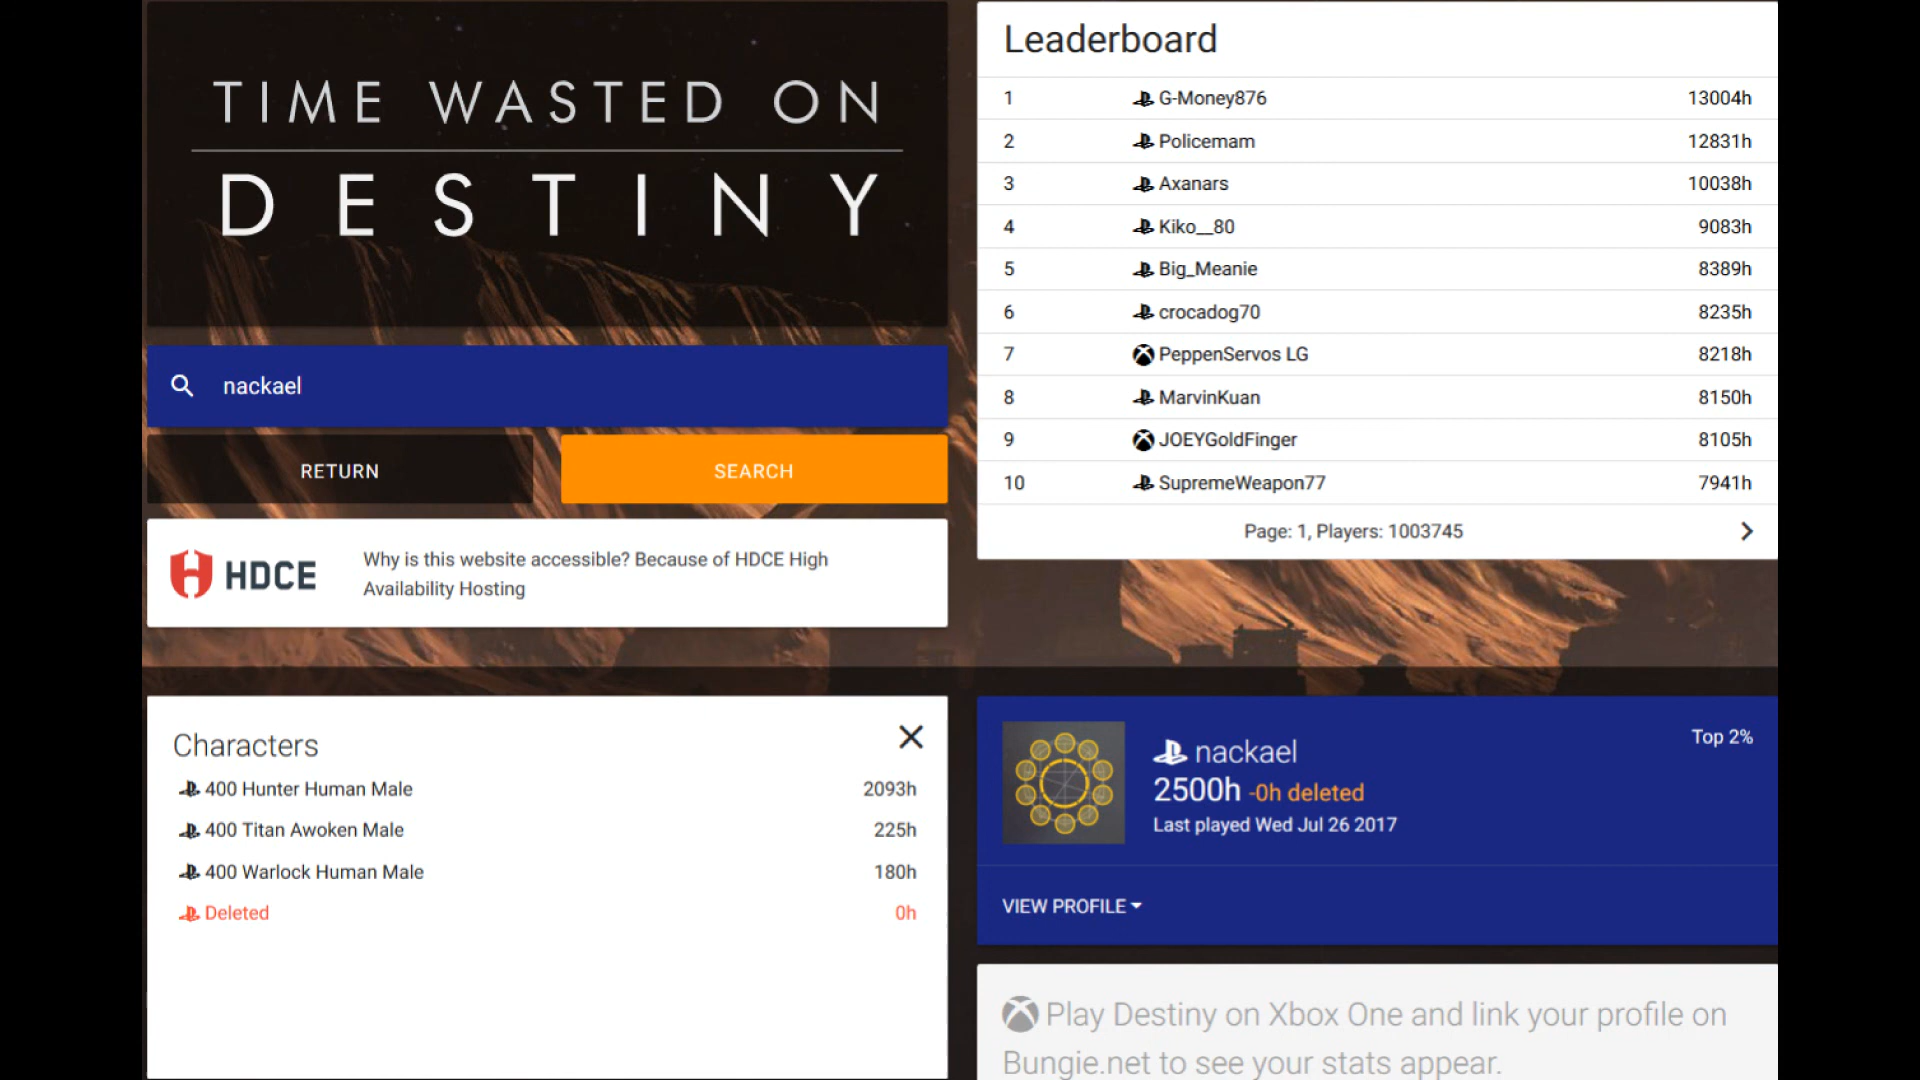 TIME WASTED ON
DESTINY
nackael
RETURN
SEARCH
HDCE
Why is this website accessible? Because of HDCE High
Availability Hosting
Leaderboard
1 G-Money876 13004h
2 Policemam 12831h
3 Axanars 10038h
4 Kiko__80 9083h
5 Big_Meanie 8389h
6 crocadog70 8235h
7 PeppenServos LG 8218h
8 MarvinKuan 8150h
9 JOEYGoldFinger 8105h
10 SupremeWeapon77 7941h
Page: 1, Players: 1003745
Characters
400 Hunter Human Male 2093h
400 Titan Awoken Male 225h
400 Warlock Human Male 180h
Deleted 0h
Top 2%
nackael
2500h -0h deleted
Last played Wed Jul 26 2017
VIEW PROFILE
Play Destiny on Xbox One and link your profile on
Bungie.net to see your stats appear.